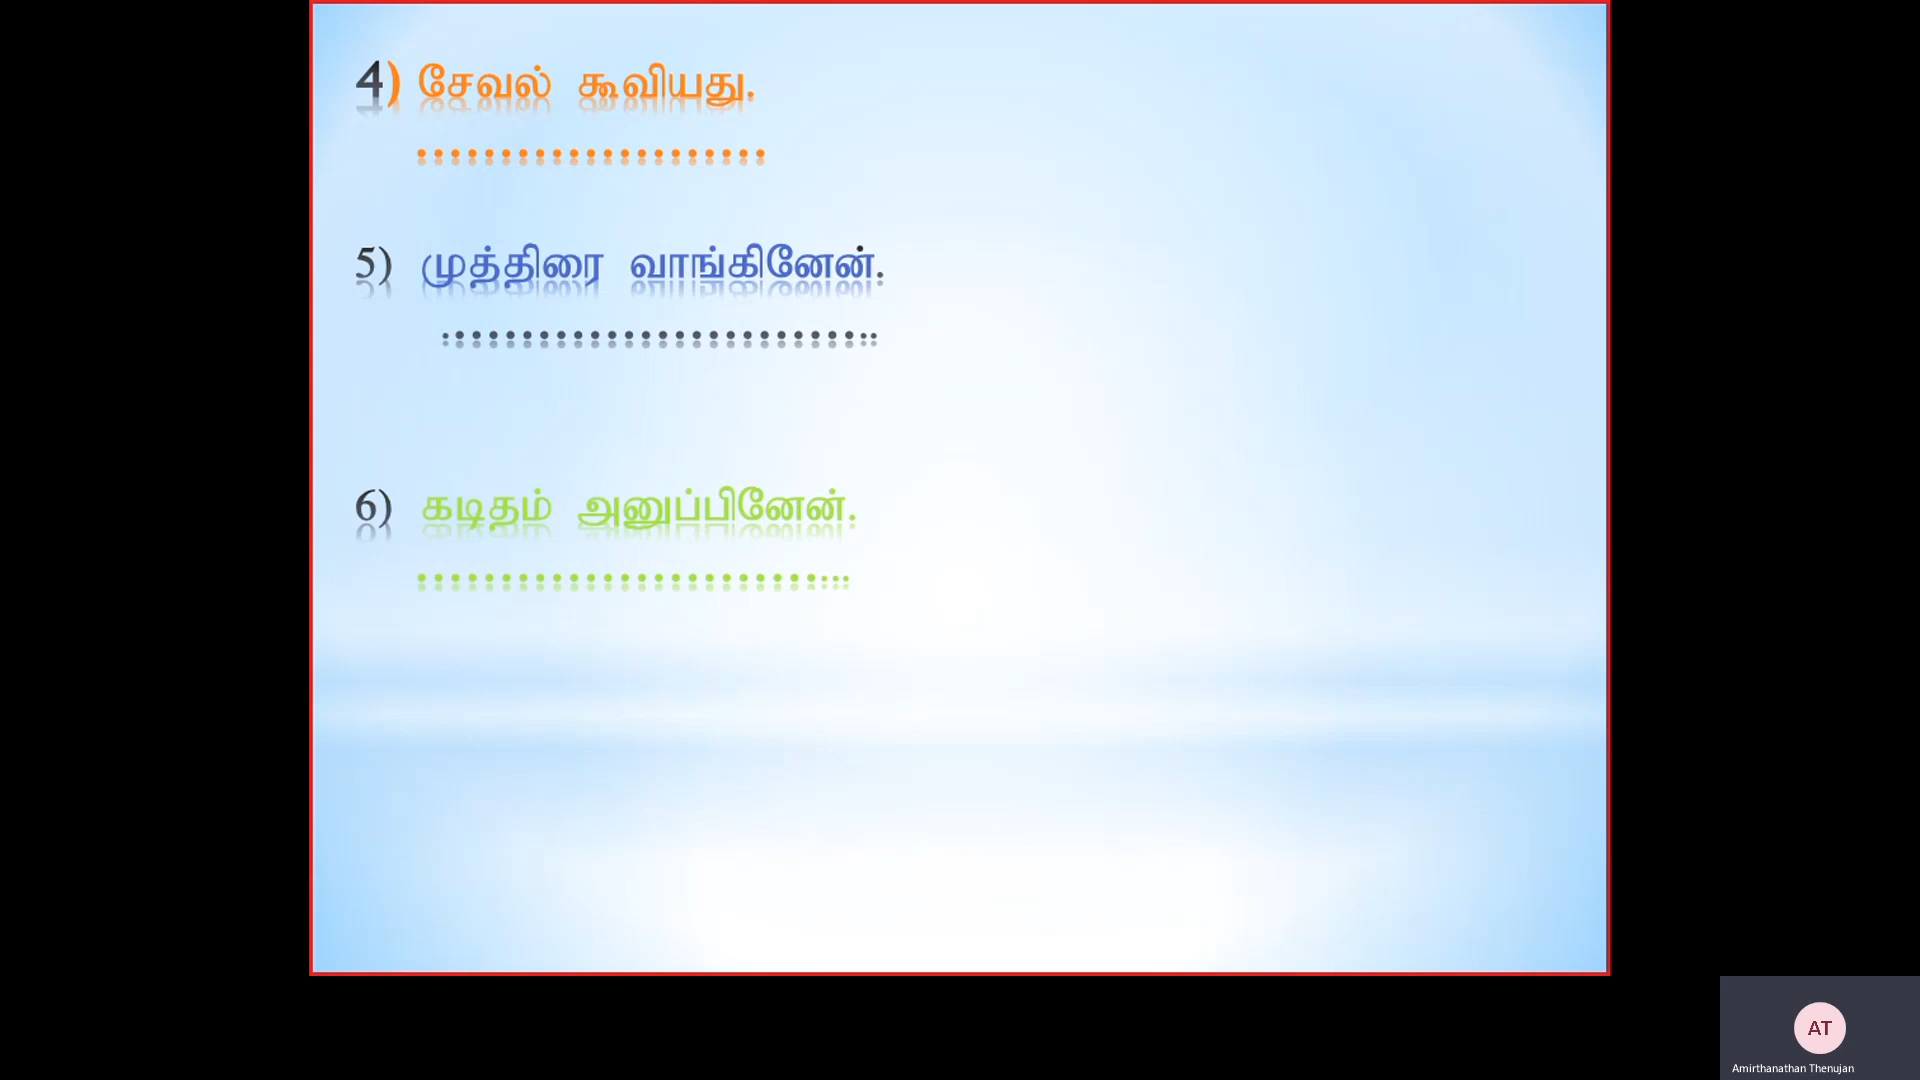 4) சேவல் கூவியது.
.....................
5) முத்திரை வாங்கினேன்.
..........................
6) கடிதம் அனுப்பினேன்.
...........................
AT
Amirthanathan Thenujan